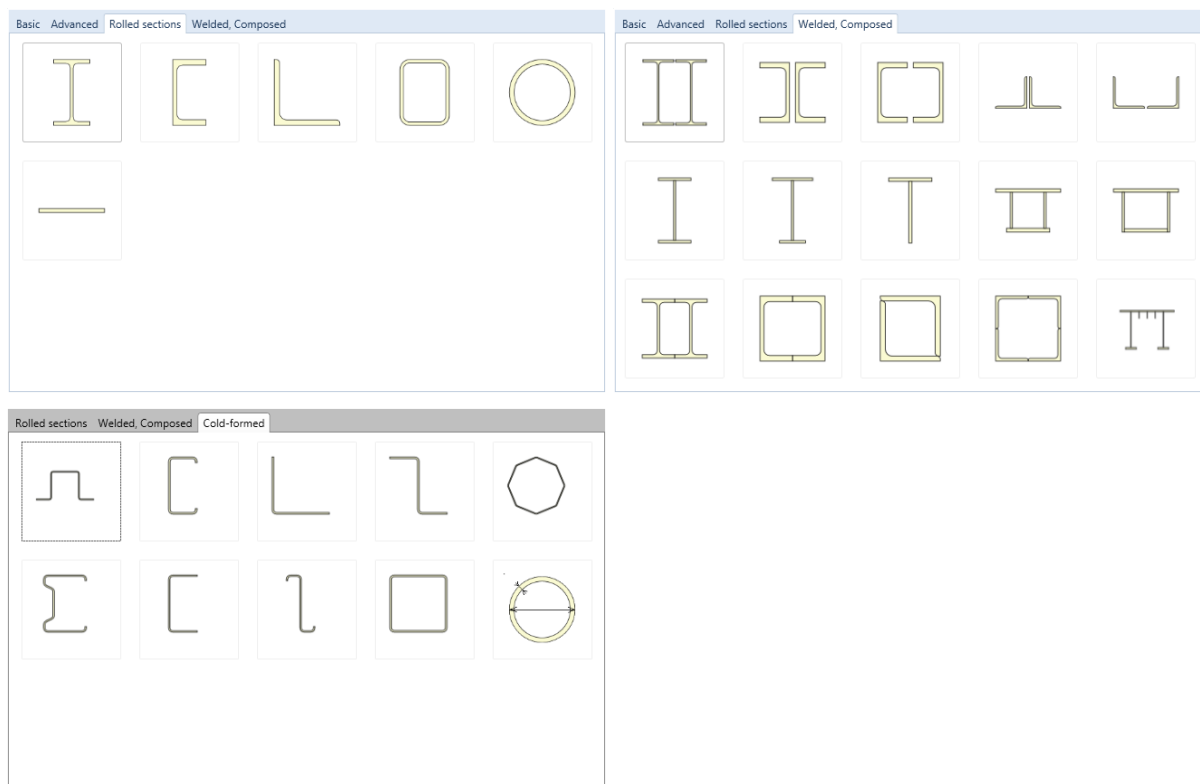 Basic Advanced Rolled sections Welded, Composed
Basic Advanced Rolled sections Welded, Composed
Rolled sections Welded, Composed Cold-formed